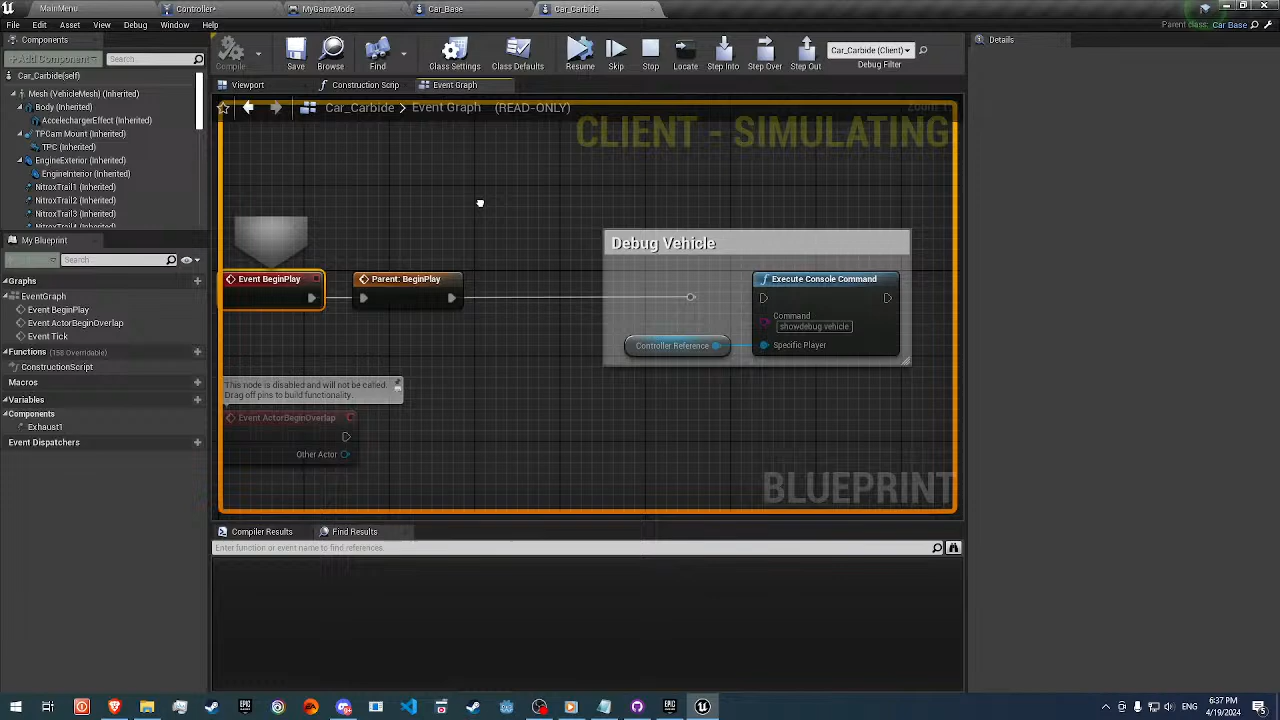 MainMenu
Controller*
MyGameMode
Car_Base
Car_Carbide
File
Edit
Asset
View
Debug
Window
Help
Parent class: Car Base
Components
+Add Component
Search
Car_Carbide(self)
Mesh (VehicleMesh) (Inherited)
Body (Inherited)
AccelechargerEffect (Inherited)
TPCam Mount (Inherited)
TPC (Inherited)
EngineExterior (Inherited)
EngineInterior (Inherited)
NitroxTrail2 (Inherited)
NitroxTrail3 (Inherited)
NitroxTrail4 (Inherited)
My Blueprint
Search
Graphs
EventGraph
Event BeginPlay
Event ActorBeginOverlap
Event Tick
Functions (158 Overridable)
ConstructionScript
Macros
Variables
Components
Exhaust1
Event Dispatchers
Compile
Save
Browse
Find
Class Settings
Class Defaults
Resume
Skip
Stop
Locate
Step Into
Step Over
Step Out
Car_Carbide (Client)
Debug Filter
Viewport
Construction Scrip
Event Graph
Car_Carbide > Event Graph (READ-ONLY)
CLIENT - SIMULATING
Event BeginPlay
Parent: BeginPlay
Debug Vehicle
Execute Console Command
Command
showdebug vehicle
Specific Player
Controller Reference
This node is disabled and will not be called.
Drag off pins to build functionality.
Event ActorBeginOverlap
Other Actor
BLUEPRINT
Compiler Results
Find Results
Enter function or event name to find references.
Details
6:37 PM
4/19/2024